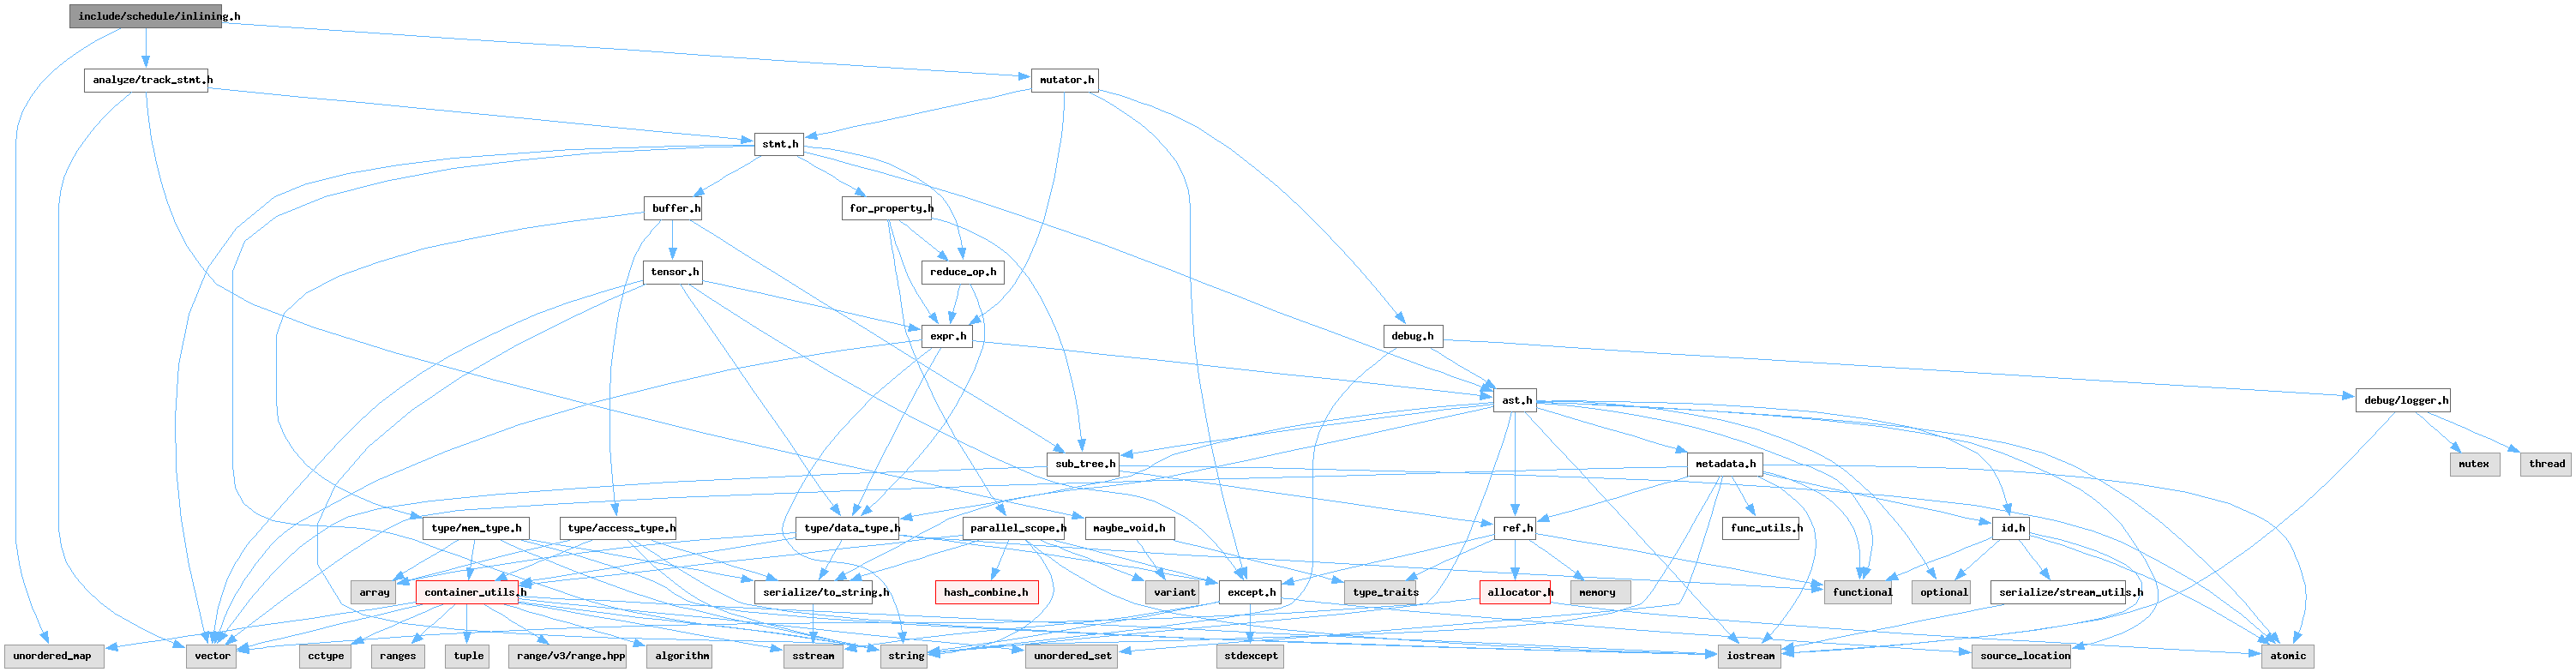 include/schedule/inlining.h
analyze/track_stmt.h
mutator.h
stmt.h
buffer.h
for_property.h
tensor.h
reduce_op.h
expr.h
debug.h
ast.h
debug/logger.h
sub_tree.h
metadata.h
mutex
thread
type/mem_type.h
type/access_type.h
type/data_type.h
parallel_scope.h
maybe_void.h
ref.h
func_utils.h
id.h
array
container_utils.h
serialize/to_string.h
hash_combine.h
variant
except.h
type_traits
allocator.h
memory
functional
optional
serialize/stream_utils.h
unordered_map
vector
cctype
ranges
tuple
range/v3/range.hpp
algorithm
sstream
string
unordered_set
stdexcept
iostream
source_location
atomic